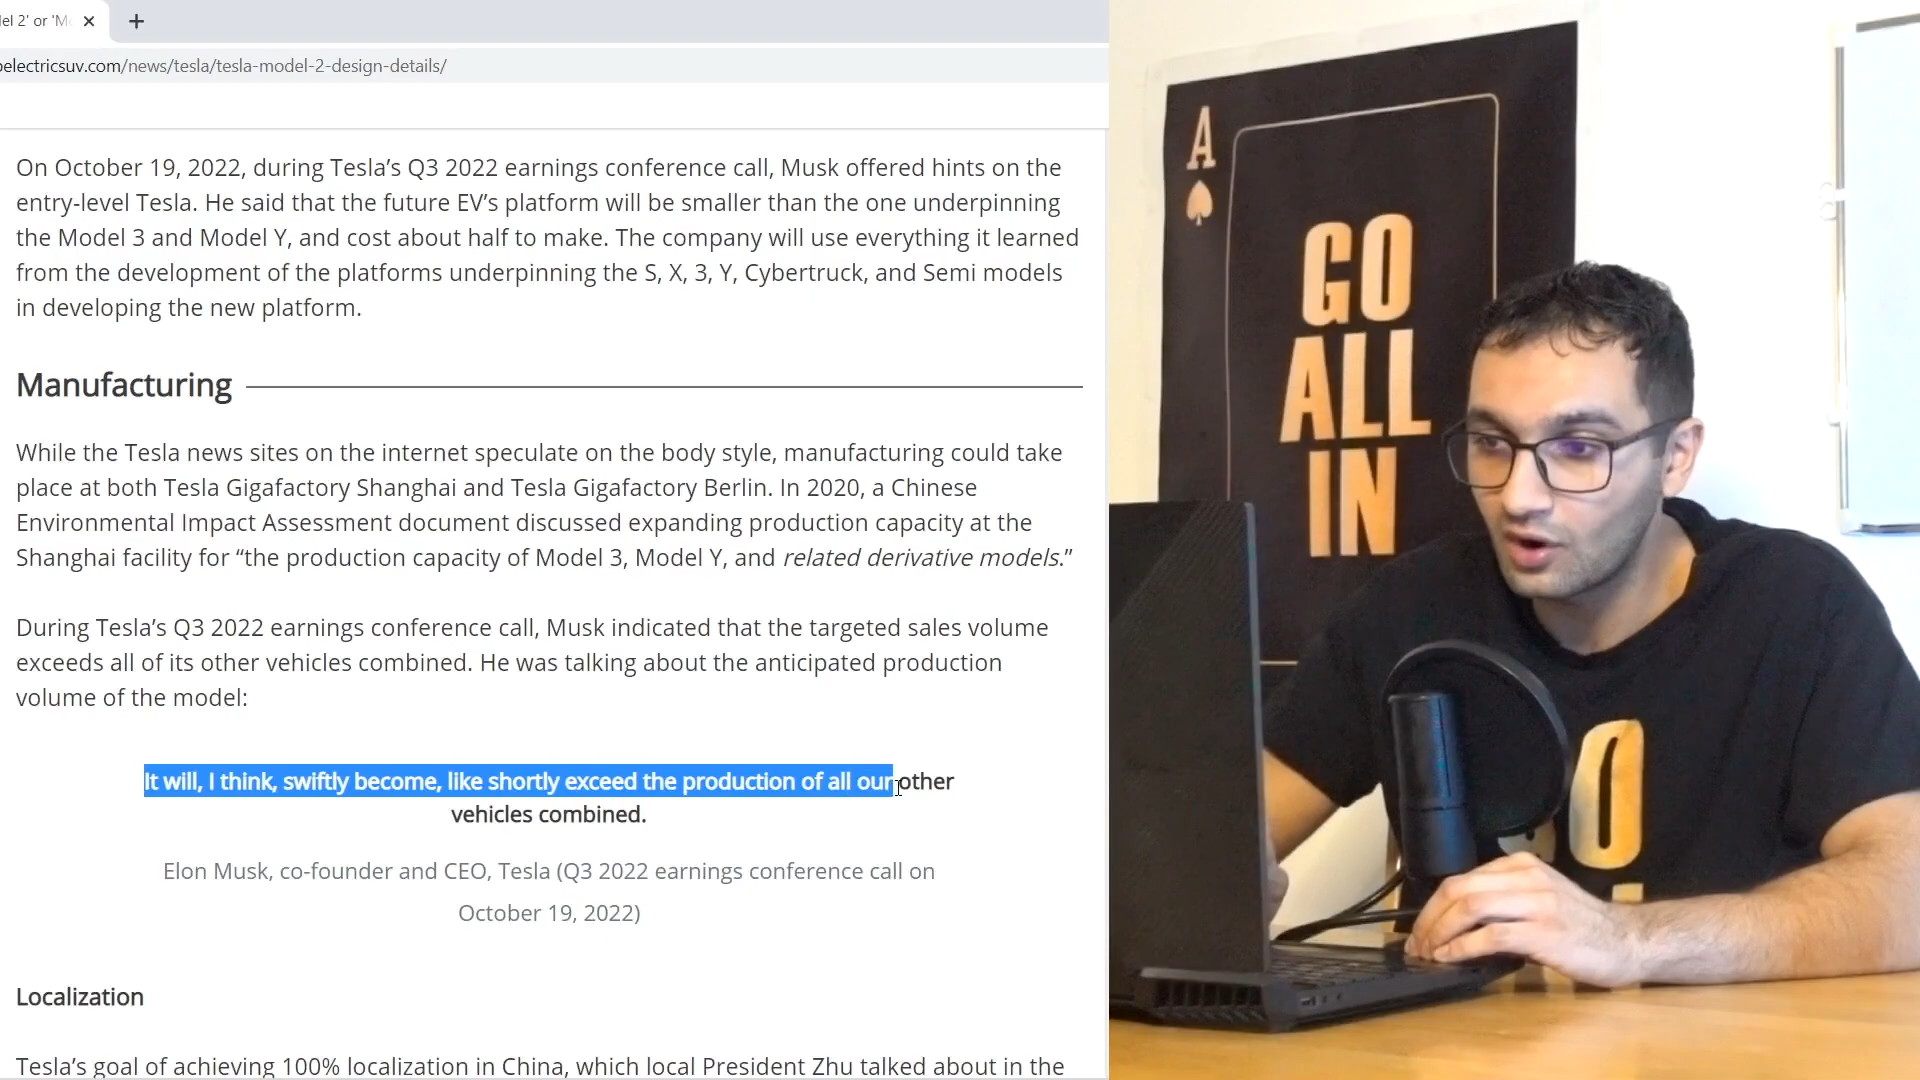 el 2' or 'M
electricsuv.com/news/tesla/tesla-model-2-design-details/
On October 19, 2022, during Tesla’s Q3 2022 earnings conference call, Musk offered hints on the
entry-level Tesla. He said that the future EV’s platform will be smaller than the one underpinning
the Model 3 and Model Y, and cost about half to make. The company will use everything it learned
from the development of the platforms underpinning the S, X, 3, Y, Cybertruck, and Semi models
in developing the new platform.
Manufacturing
While the Tesla news sites on the internet speculate on the body style, manufacturing could take
place at both Tesla Gigafactory Shanghai and Tesla Gigafactory Berlin. In 2020, a Chinese
Environmental Impact Assessment document discussed expanding production capacity at the
Shanghai facility for “the production capacity of Model 3, Model Y, and related derivative models.”
During Tesla’s Q3 2022 earnings conference call, Musk indicated that the targeted sales volume
exceeds all of its other vehicles combined. He was talking about the anticipated production
volume of the model:
It will, I think, swiftly become, like shortly exceed the production of all our other
vehicles combined.
Elon Musk, co-founder and CEO, Tesla (Q3 2022 earnings conference call on
October 19, 2022)
Localization
Tesla’s goal of achieving 100% localization in China, which local President Zhu talked about in the
A
GO
ALL
IN